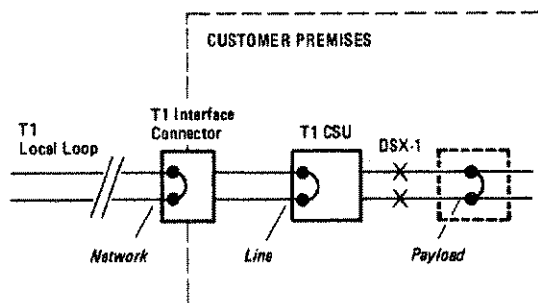 CUSTOMER PREMISES
T1
Local Loop
T1 Interface
Connector
T1 CSU
DSX-1
Network
Line
Payload